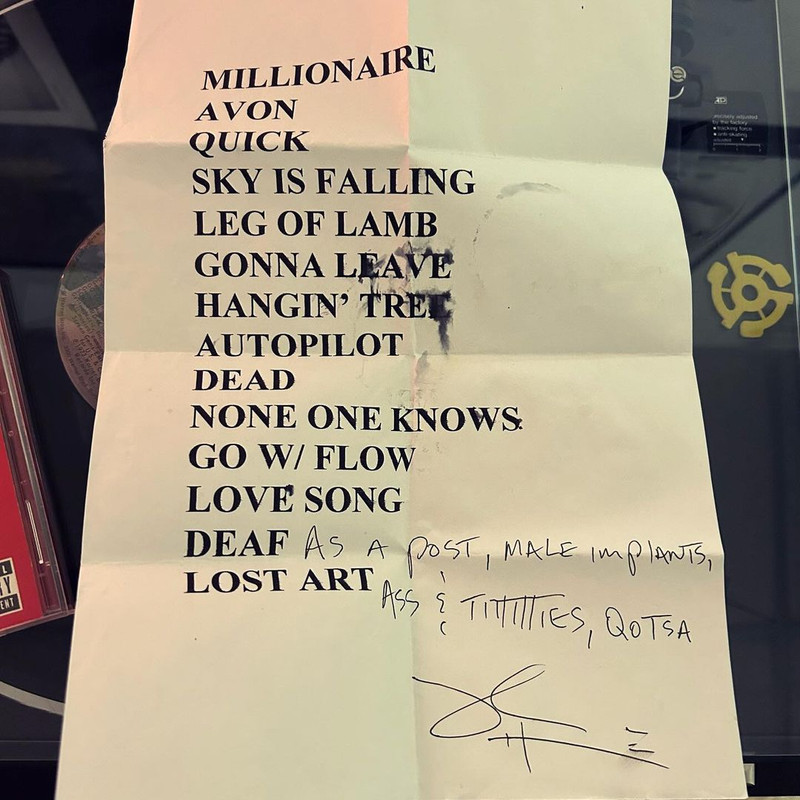 MILLIONAIRE
AVON
QUICK
SKY IS FALLING
LEG OF LAMB
GONNA LEAVE
HANGIN' TREE
AUTOPILOT
DEAD
NONE ONE KNOWS
GO W/ FLOW
LOVE SONG
DEAF AS A POST, MALE IMPLANTS,
LOST ART ASS & TITTTTTIES, QOTSA